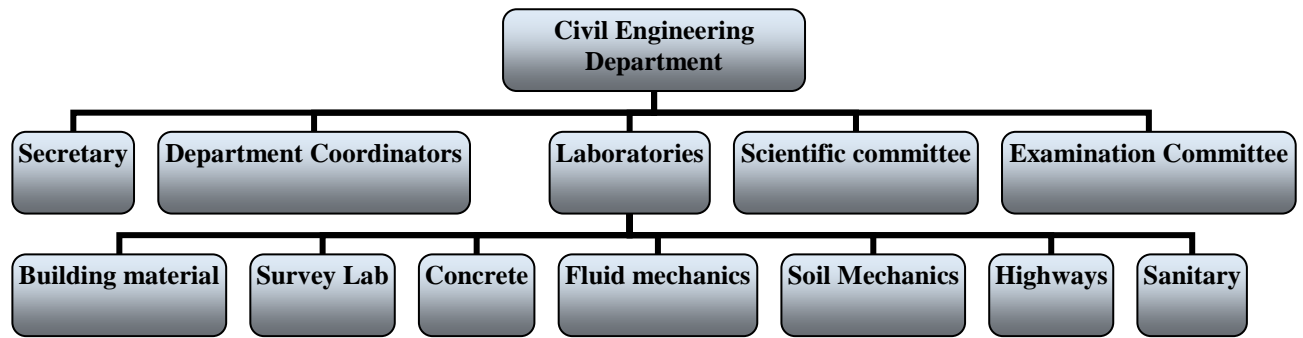 Civil Engineering
Department
Secretary
Department Coordinators
Laboratories
Scientific committee
Examination Committee
Building material
Survey Lab
Concrete
Fluid mechanics
Soil Mechanics
Highways
Sanitary